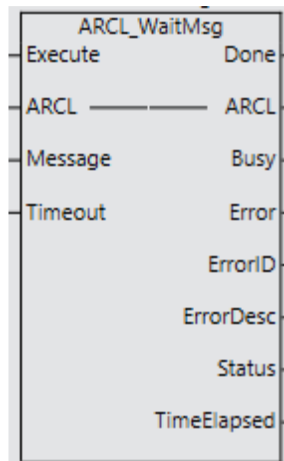 ARCL_WaitMsg
Execute Done
ARCL ARCL
Message Busy
Timeout Error
ErrorID
ErrorDesc
Status
TimeElapsed